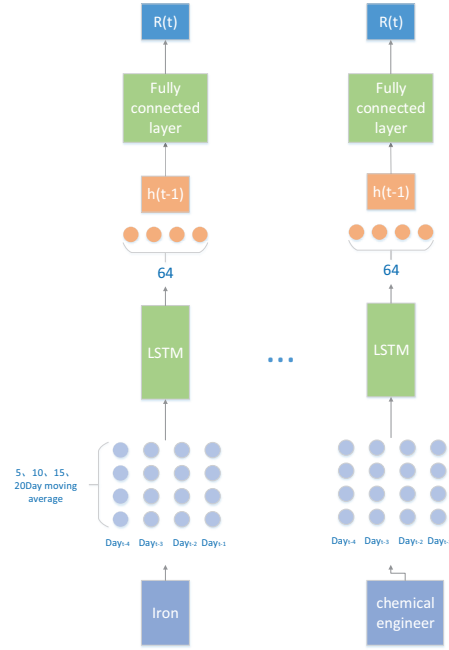 R(t)
R(t)
Fully
connected
layer
Fully
connected
layer
h(t-1)
h(t-1)
64
64
LSTM
LSTM
...
5、10、15、
20Day moving
average
Dayt-4 Dayt-3 Dayt-2 Dayt-1
Dayt-4 Dayt-3 Dayt-2 Dayt-
Iron
chemical
engineer